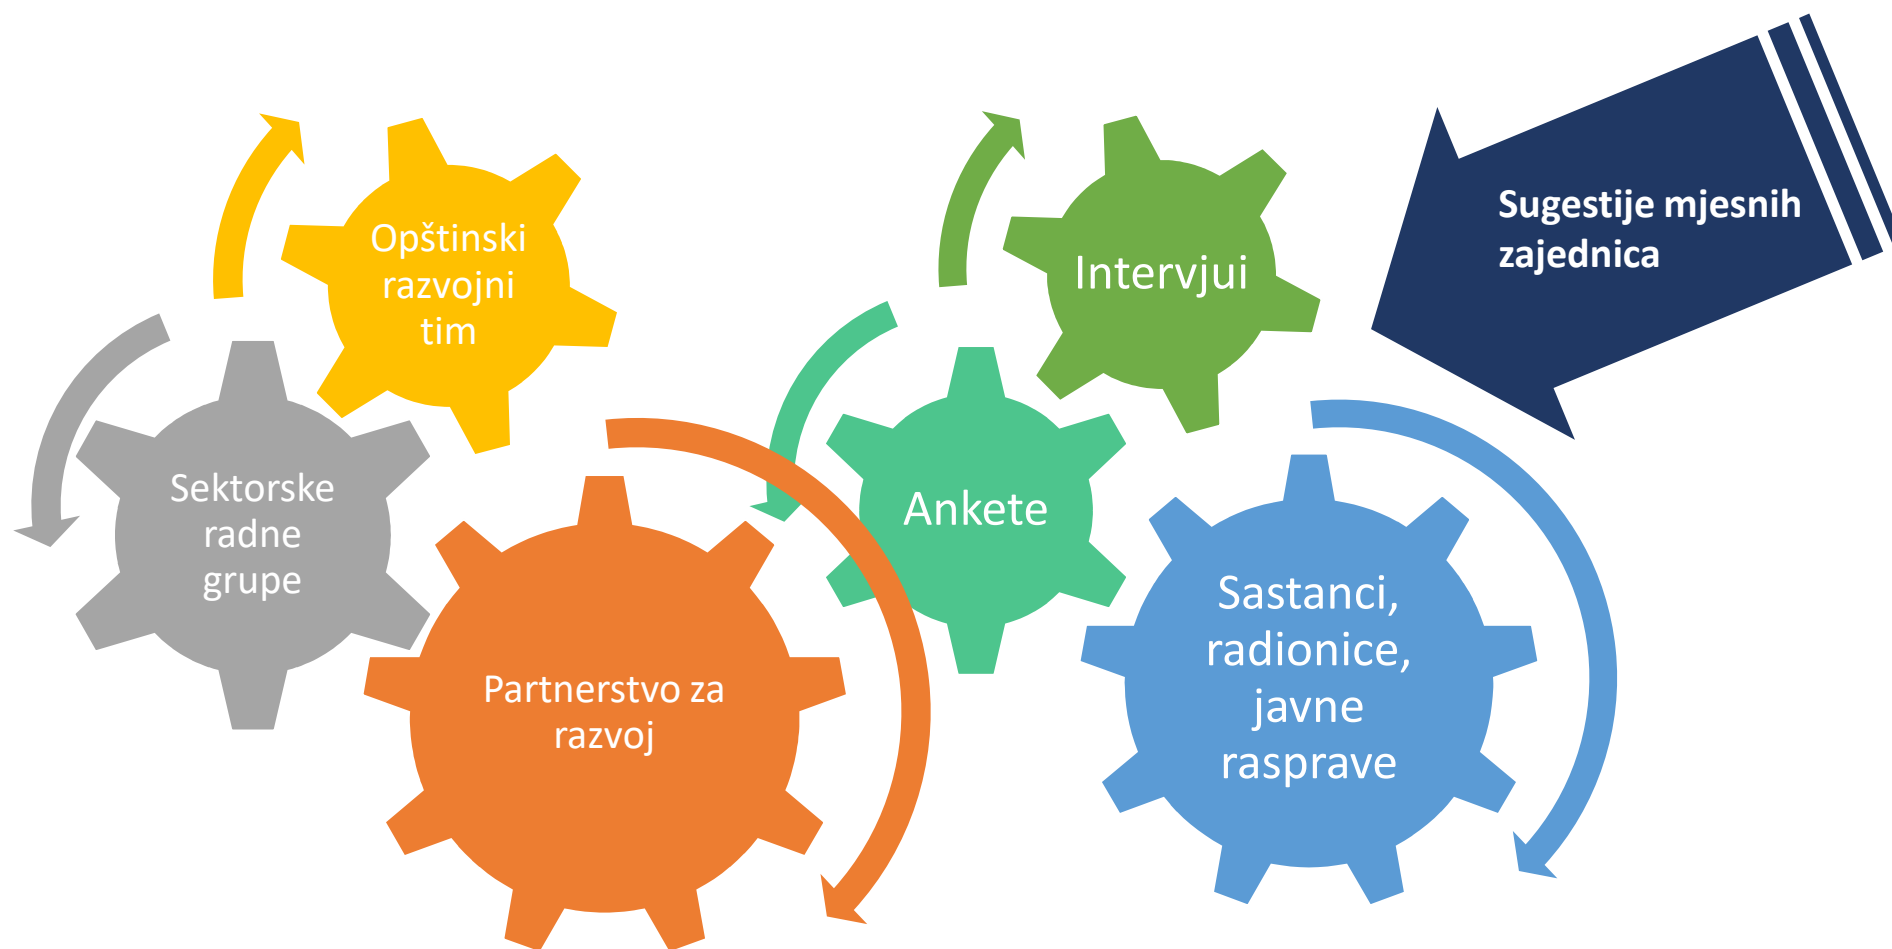 Opštinski
razvojni
tim
Sektorske
radne
grupe
Partnerstvo za
razvoj
Intervjui
Ankete
Sastanci,
radionice,
javne
rasprave
Sugestije mjesnih
zajednica